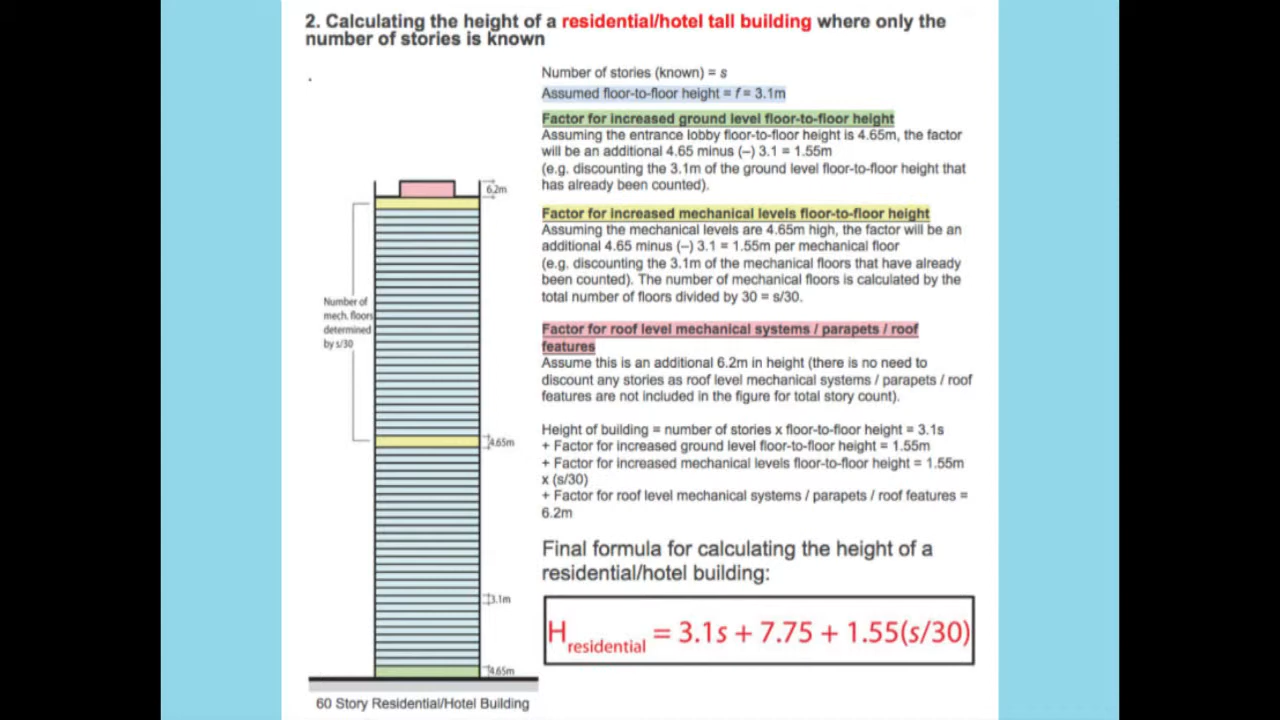 2. Calculating the height of a residential/hotel tall building where only the
number of stories is known
Number of stories (known) = s
Assumed floor-to-floor height = f = 3.1m
Factor for increased ground level floor-to-floor height
Assuming the entrance lobby floor-to-floor height is 4.65m, the factor
will be an additional 4.65 minus (–) 3.1 = 1.55m
(e.g. discounting the 3.1m of the ground level floor-to-floor height that
has already been counted).
6.2m
Factor for increased mechanical levels floor-to-floor height
Assuming the mechanical levels are 4.65m high, the factor will be an
additional 4.65 minus (–) 3.1 = 1.55m per mechanical floor
(e.g. discounting the 3.1m of the mechanical floors that have already
been counted). The number of mechanical floors is calculated by the
total number of floors divided by 30 = s/30.
Number of
mech. floors
determined
by s/30
Factor for roof level mechanical systems / parapets / roof
features
Assume this is an additional 6.2m in height (there is no need to
discount any stories as roof level mechanical systems / parapets / roof
features are not included in the figure for total story count).
Height of building = number of stories x floor-to-floor height = 3.1s
+ Factor for increased ground level floor-to-floor height = 1.55m
+ Factor for increased mechanical levels floor-to-floor height = 1.55m
x (s/30)
+ Factor for roof level mechanical systems / parapets / roof features =
6.2m
4.65m
Final formula for calculating the height of a
residential/hotel building:
3.1m
H residential = 3.1s + 7.75 + 1.55(s/30)
4.65m
60 Story Residential/Hotel Building